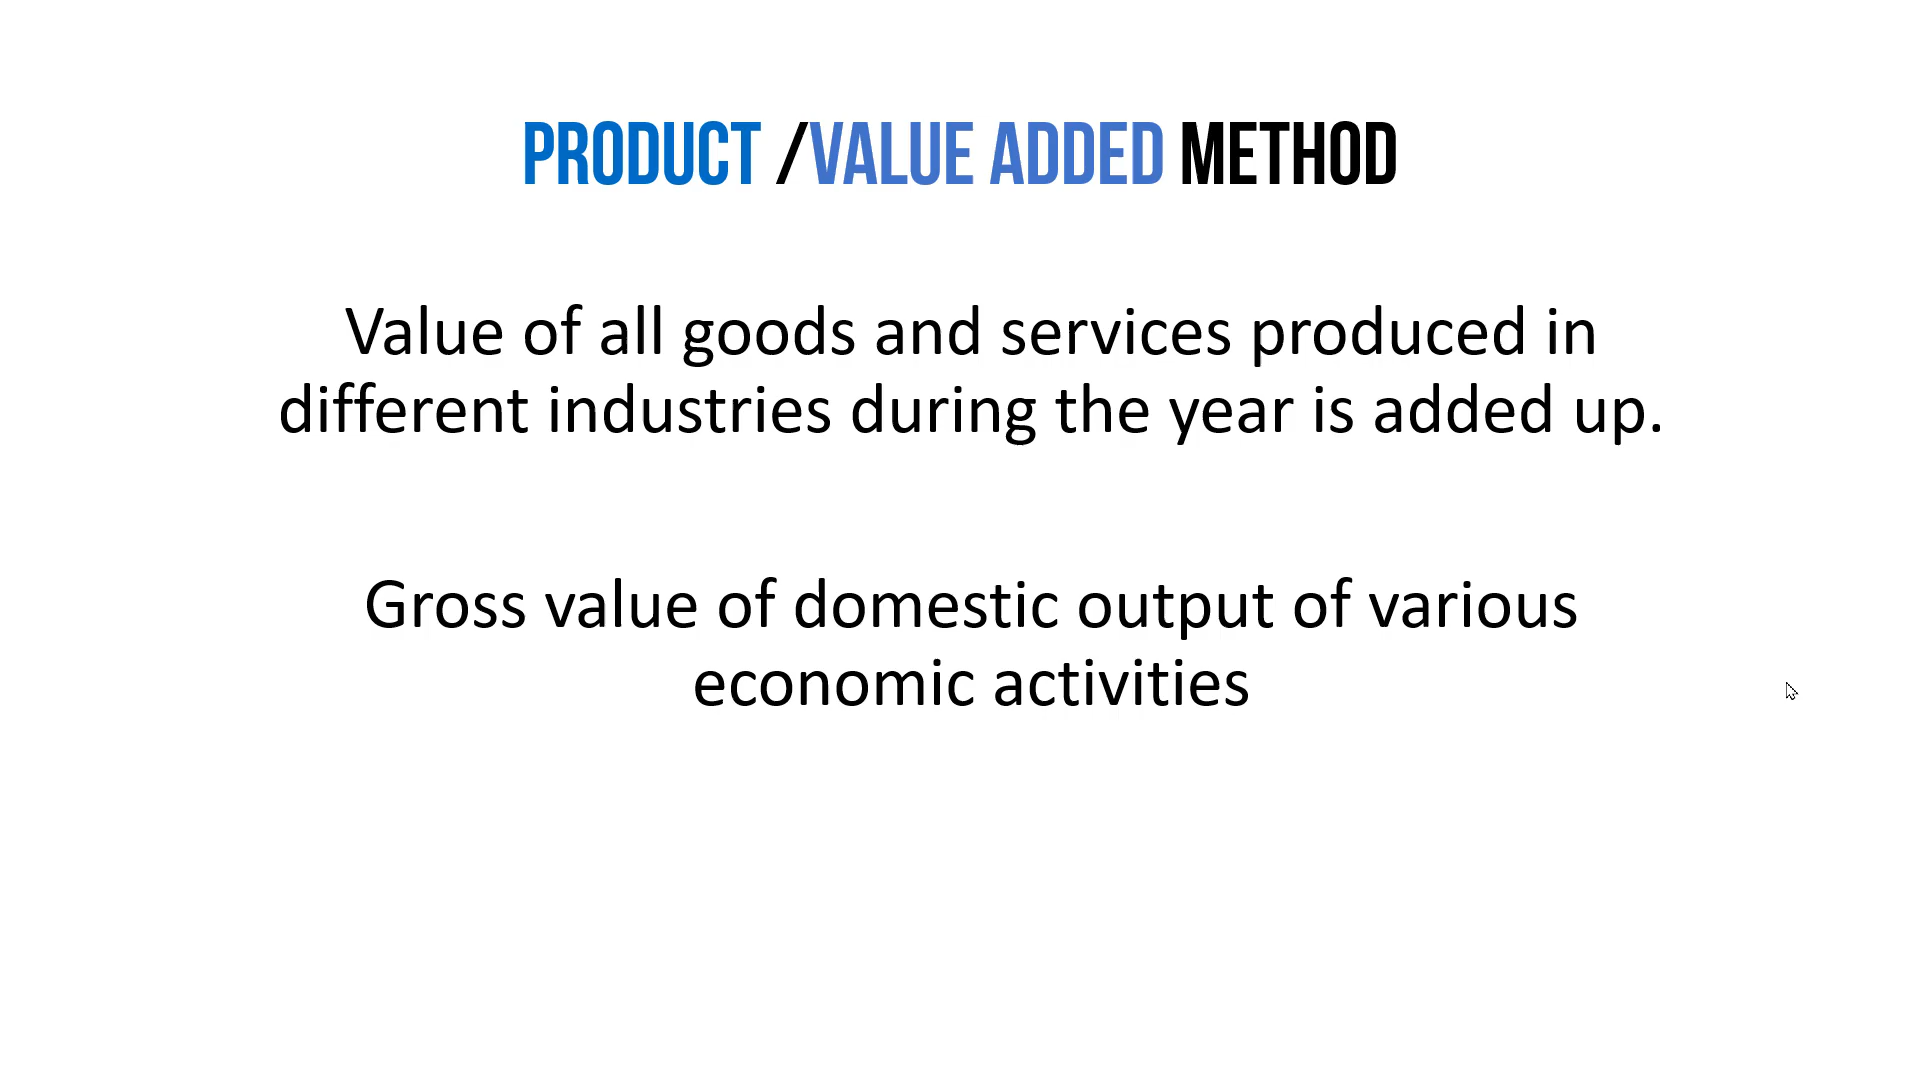 PRODUCT /VALUE ADDED METHOD
Value of all goods and services produced in
different industries during the year is added up.
Gross value of domestic output of various
economic activities